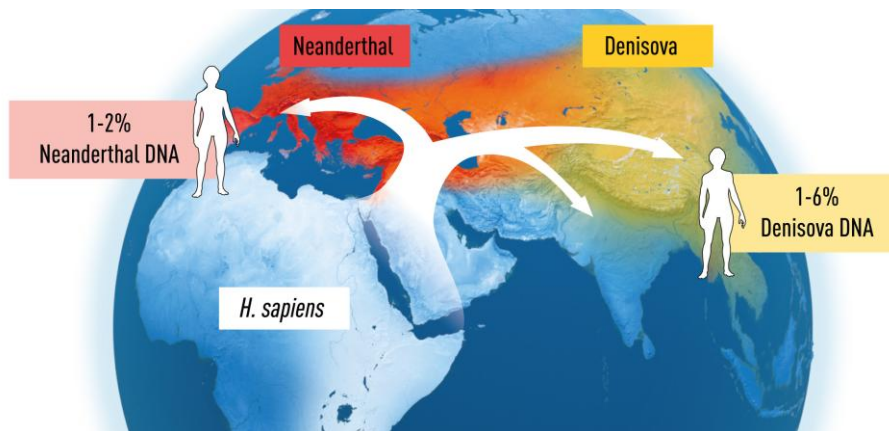 Neanderthal
Denisova
1-2%
Neanderthal DNA
1-6%
Denisova DNA
H. sapiens